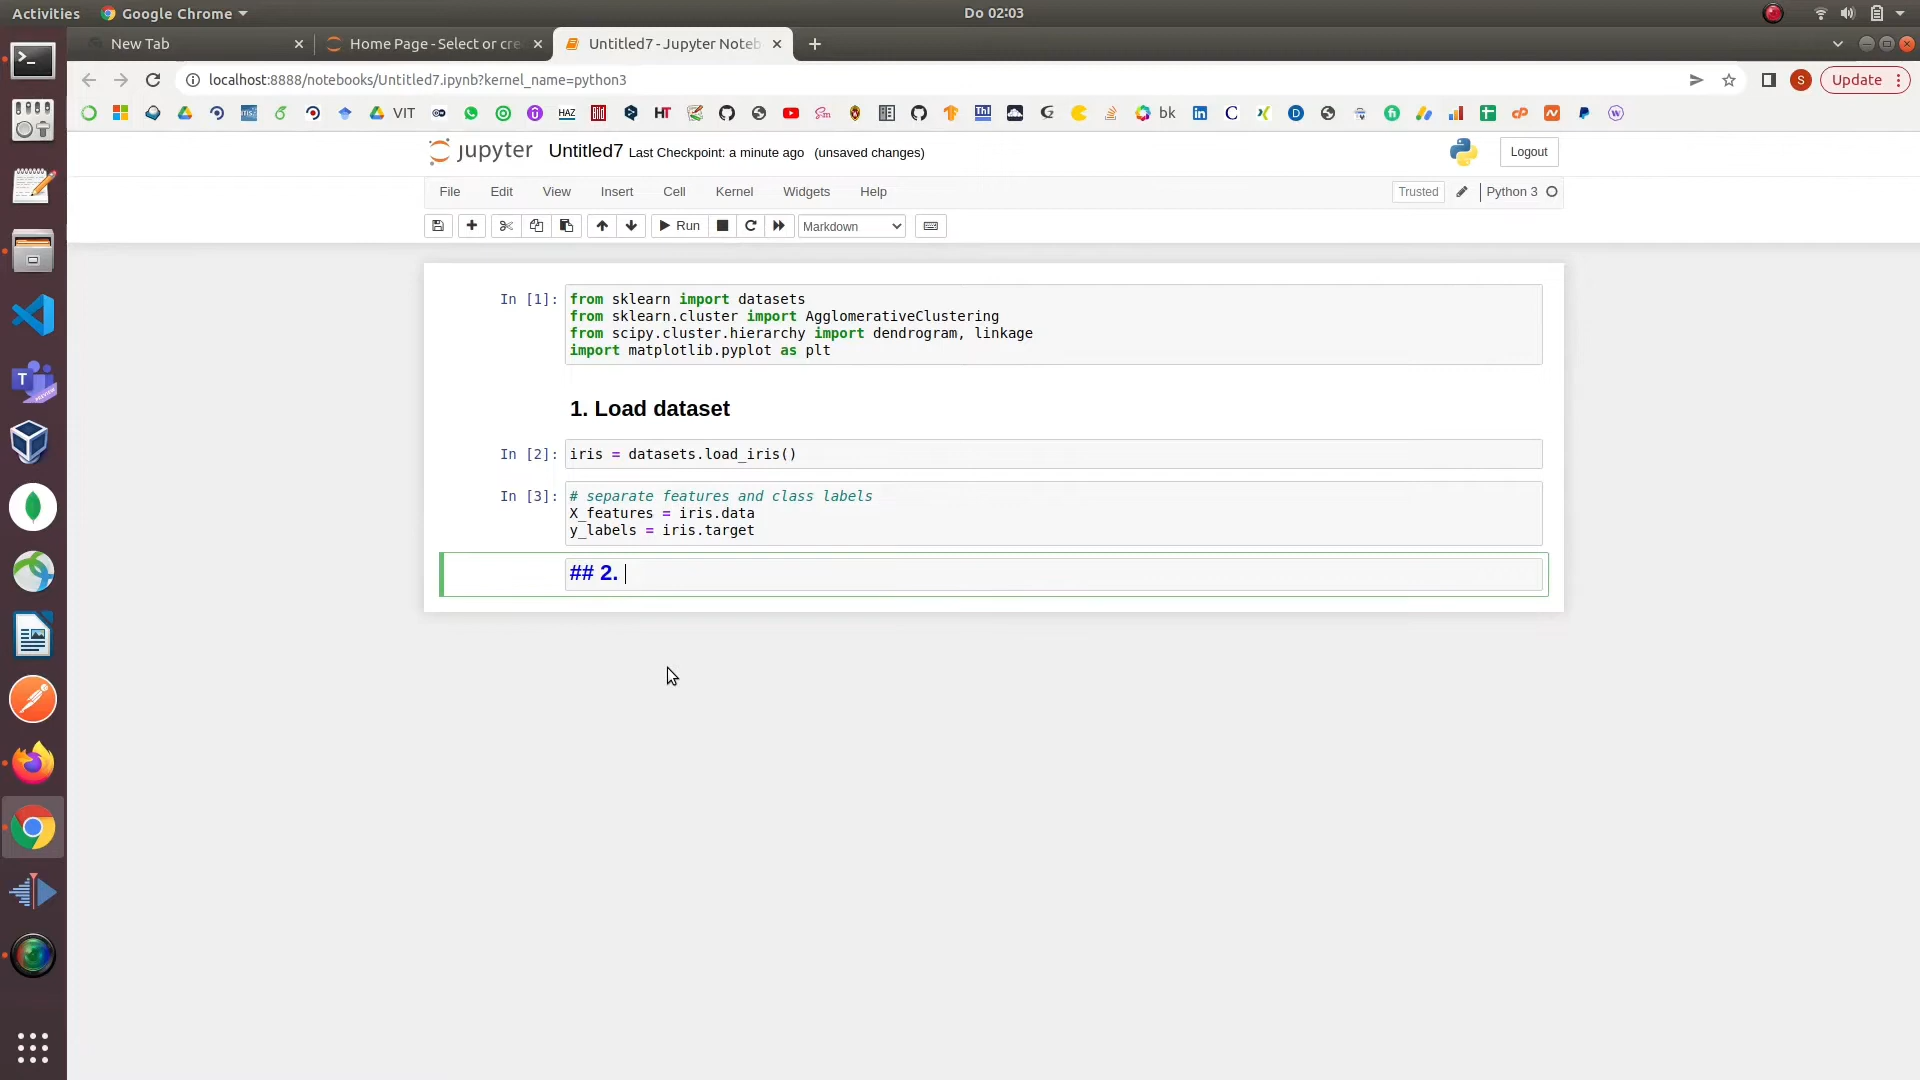 Activities
Google Chrome
Do 02:03
New Tab
Home Page - Select or cre
Untitled7 - Jupyter Noteb
localhost:8888/notebooks/Untitled7.ipynb?kernel_name=python3
S
Update
VIT
HAZ
HT
bk
jupyter
Untitled7
Last Checkpoint: a minute ago
(unsaved changes)
Logout
File
Edit
View
Insert
Cell
Kernel
Widgets
Help
Trusted
Python 3
Run
Markdown
In [1]:
from sklearn import datasets
from sklearn.cluster import AgglomerativeClustering
from scipy.cluster.hierarchy import dendrogram, linkage
import matplotlib.pyplot as plt
1. Load dataset
In [2]:
iris = datasets.load_iris()
In [3]:
# separate features and class labels
X_features = iris.data
y_labels = iris.target
## 2.